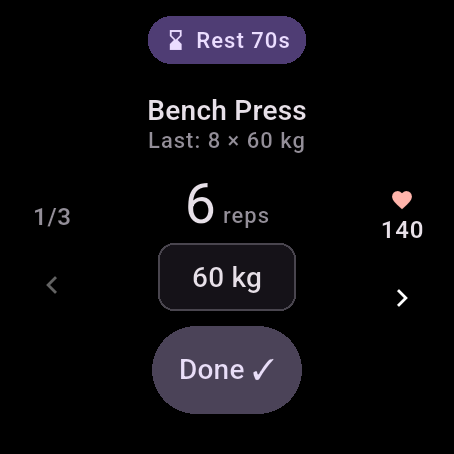 Rest 70s
Bench Press
Last: 8 × 60 kg
1/3
6 reps
140
60 kg
Done ✓